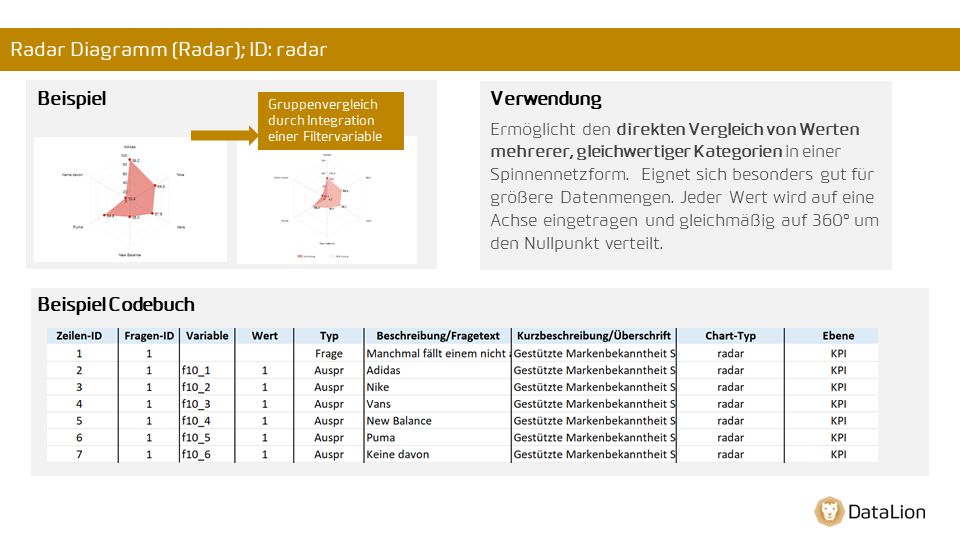 Radar Diagramm (Radar); ID: radar
Beispiel
Gruppenvergleich
durch Integration
einer Filtervariable
Adidas
100
80
60
40
20
Nike
Vans
New Balance
Puma
Keine davon
Verwendung
Ermöglicht den direkten Vergleich von Werten
mehrerer, gleichwertiger Kategorien in einer
Spinnennetzform. Eignet sich besonders gut für
größere Datenmengen. Jeder Wert wird auf eine
Achse eingetragen und gleichmäßig auf 360° um
den Nullpunkt verteilt.
Beispiel Codebuch
Zeilen-ID Fragen-ID Variable Wert Typ Beschreibung/Fragetext Kurzbeschreibung/Überschrift Chart-Typ Ebene
1 1 Frage Manchmal fällt einem nicht a Gestützte Markenbekanntheit S radar KPI
2 1 f10_1 1 Auspr Adidas Gestützte Markenbekanntheit S radar KPI
3 1 f10_2 1 Auspr Nike Gestützte Markenbekanntheit S radar KPI
4 1 f10_3 1 Auspr Vans Gestützte Markenbekanntheit S radar KPI
5 1 f10_4 1 Auspr New Balance Gestützte Markenbekanntheit S radar KPI
6 1 f10_5 1 Auspr Puma Gestützte Markenbekanntheit S radar KPI
7 1 f10_6 1 Auspr Keine davon Gestützte Markenbekanntheit S radar KPI
DataLion